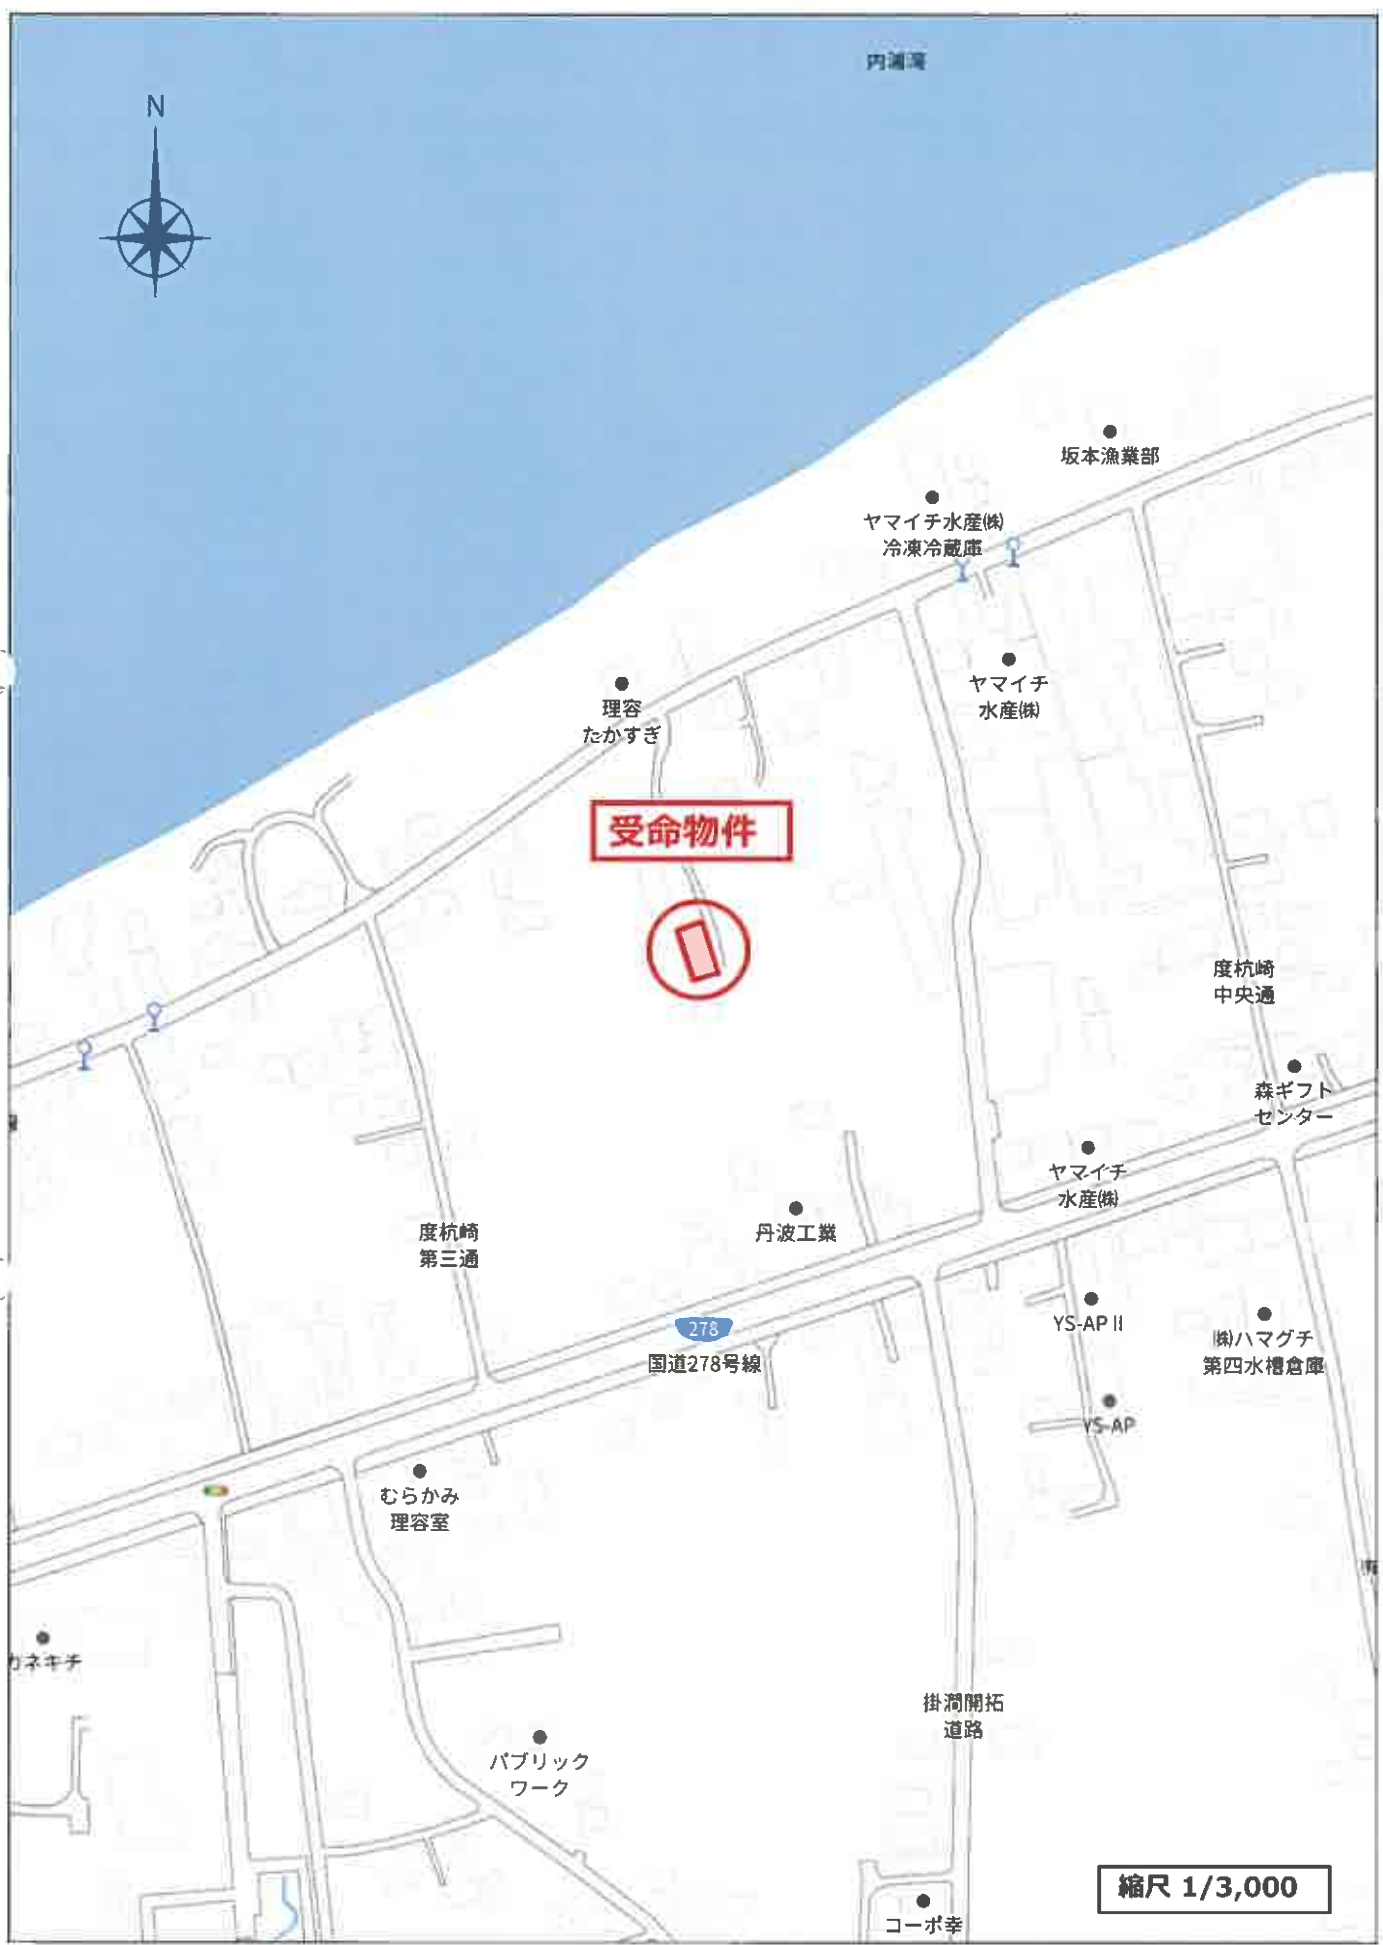 内浦湾
N
坂本漁業部
ヤマイチ水産㈱
冷凍冷蔵庫
ヤマイチ
水産㈱
理容
たかすぎ
受命物件
度杭崎
中央通
森ギフト
センター
ヤマイチ
水産㈱
丹波工業
度杭崎
第三通
278
国道278号線
YS-AP II
㈱ハマグチ
第四水槽倉庫
YS-AP
むらかみ
理容室
カネキチ
掛澗開拓
道路
パブリック
ワーク
縮尺 1/3,000
コーポ幸